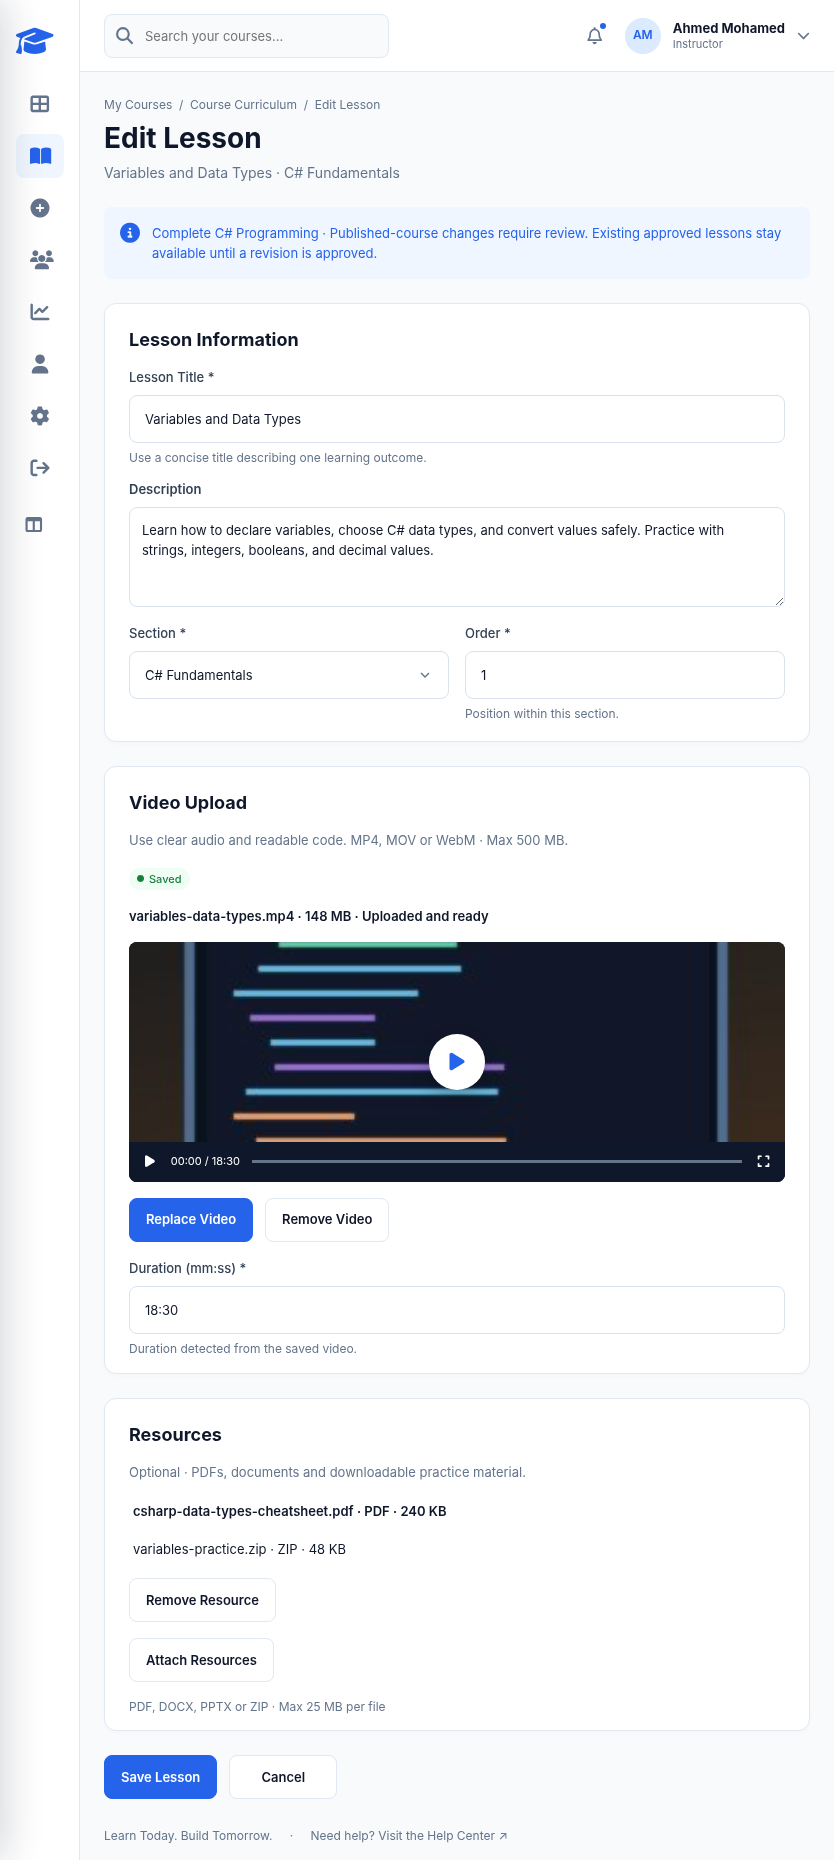 Search your courses...
AM
Ahmed Mohamed
Instructor
My Courses / Course Curriculum / Edit Lesson
Edit Lesson
Variables and Data Types · C# Fundamentals
Complete C# Programming · Published-course changes require review. Existing approved lessons stay
available until a revision is approved.
Lesson Information
Lesson Title *
Variables and Data Types
Use a concise title describing one learning outcome.
Description
Learn how to declare variables, choose C# data types, and convert values safely. Practice with
strings, integers, booleans, and decimal values.
Section *
Order *
C# Fundamentals
1
Position within this section.
Video Upload
Use clear audio and readable code. MP4, MOV or WebM · Max 500 MB.
Saved
variables-data-types.mp4 · 148 MB · Uploaded and ready
00:00 / 18:30
Replace Video
Remove Video
Duration (mm:ss) *
18:30
Duration detected from the saved video.
Resources
Optional · PDFs, documents and downloadable practice material.
csharp-data-types-cheatsheet.pdf · PDF · 240 KB
variables-practice.zip · ZIP · 48 KB
Remove Resource
Attach Resources
PDF, DOCX, PPTX or ZIP · Max 25 MB per file
Save Lesson
Cancel
Learn Today. Build Tomorrow. · Need help? Visit the Help Center ↗